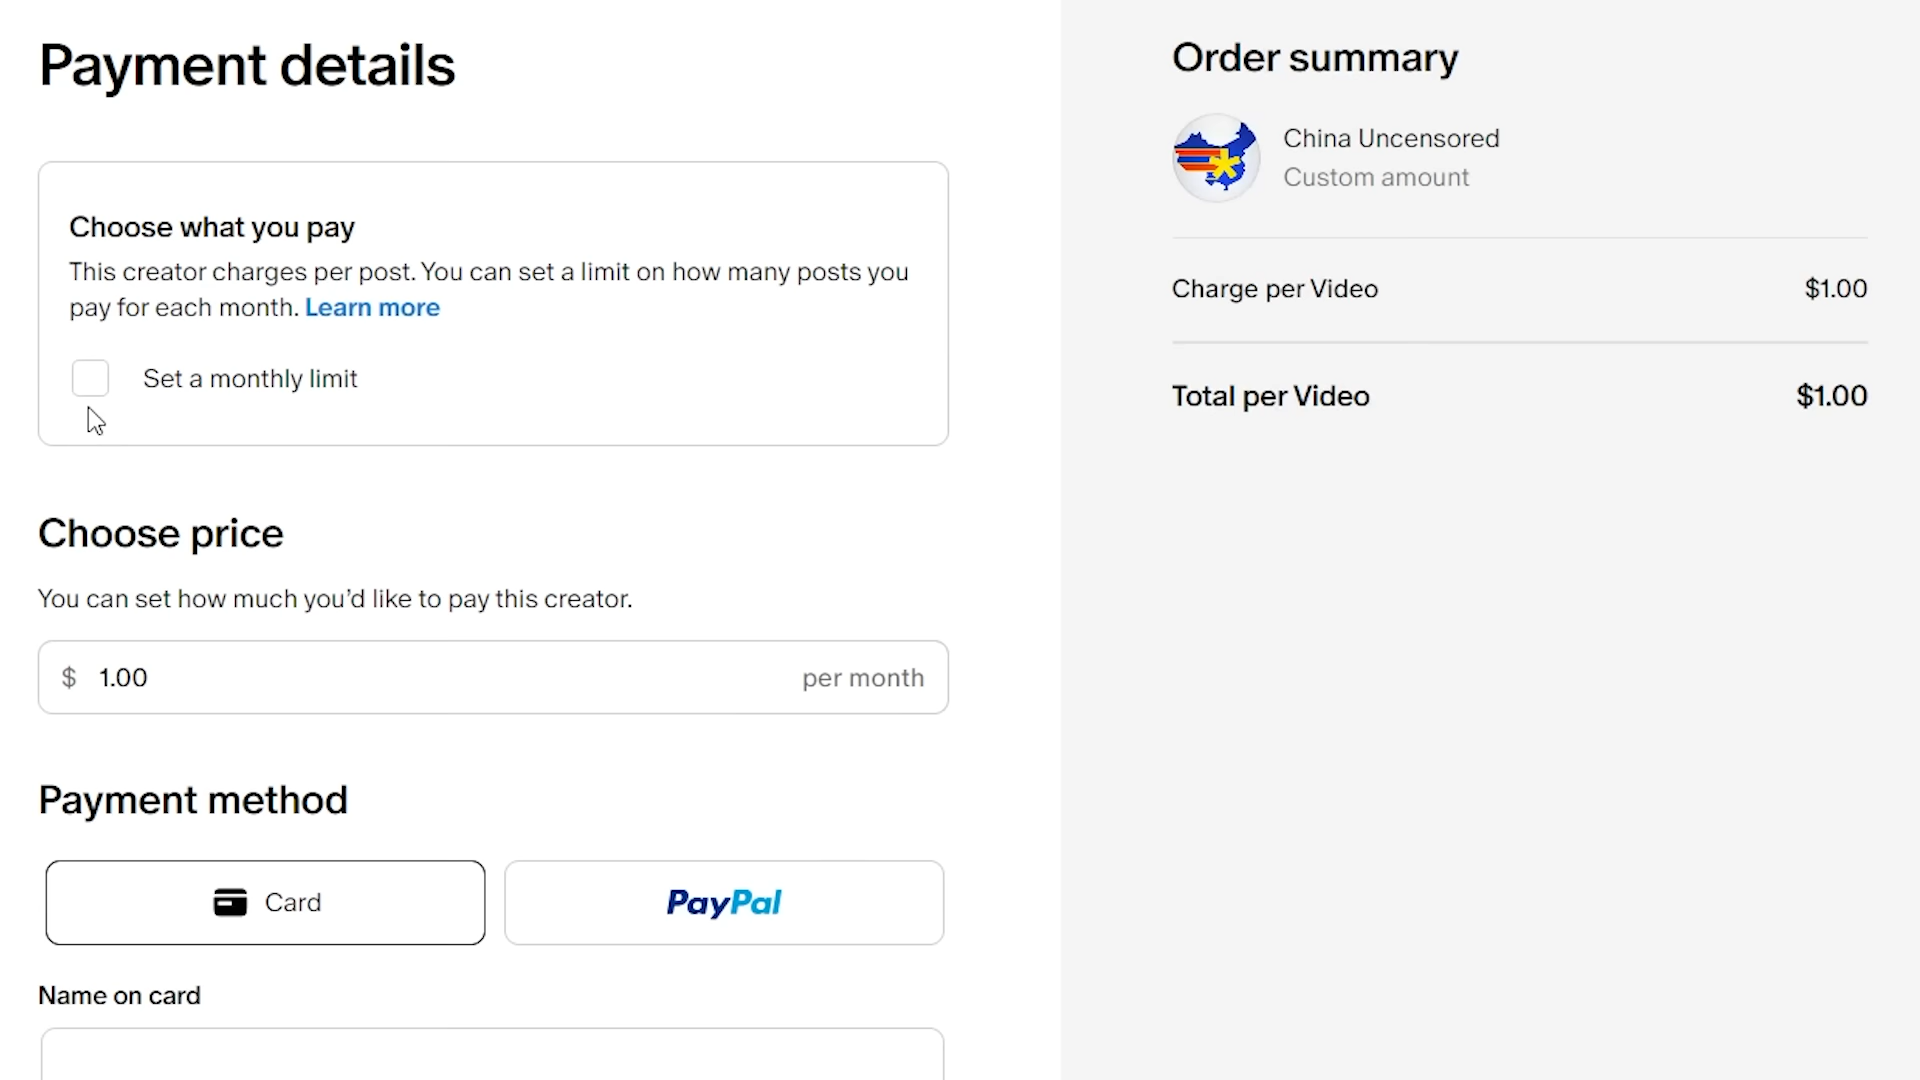 Payment details
Choose what you pay
This creator charges per post. You can set a limit on how many posts you
pay for each month. Learn more
Set a monthly limit
Choose price
You can set how much you’d like to pay this creator.
$ 1.00 per month
Payment method
Card
PayPal
Name on card
Order summary
China Uncensored
Custom amount
Charge per Video $1.00
Total per Video $1.00